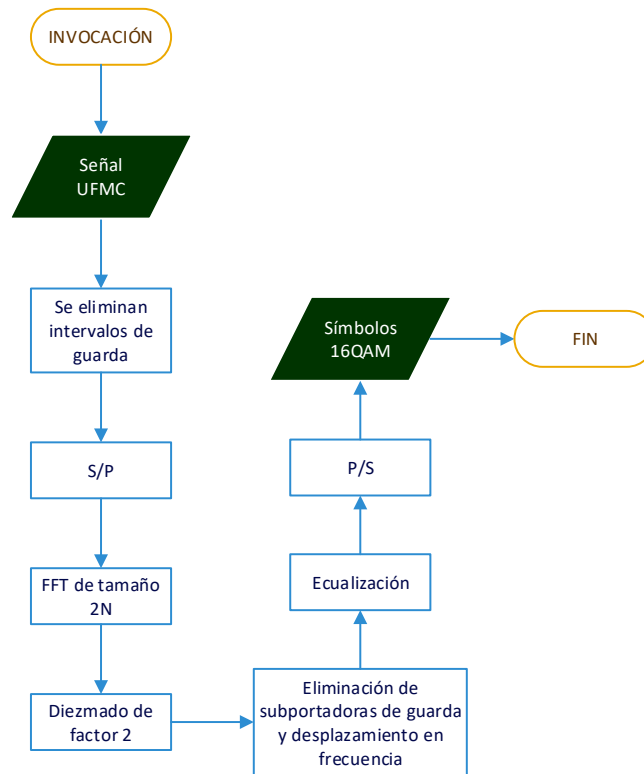 INVOCACIÓN
Señal
UFMC
Se eliminan
intervalos de
guarda
S/P
FFT de tamaño
2N
Diezmado de
factor 2
Eliminación de
subportadoras de guarda
y desplazamiento en
frecuencia
Ecualización
P/S
Símbolos
16QAM
FIN